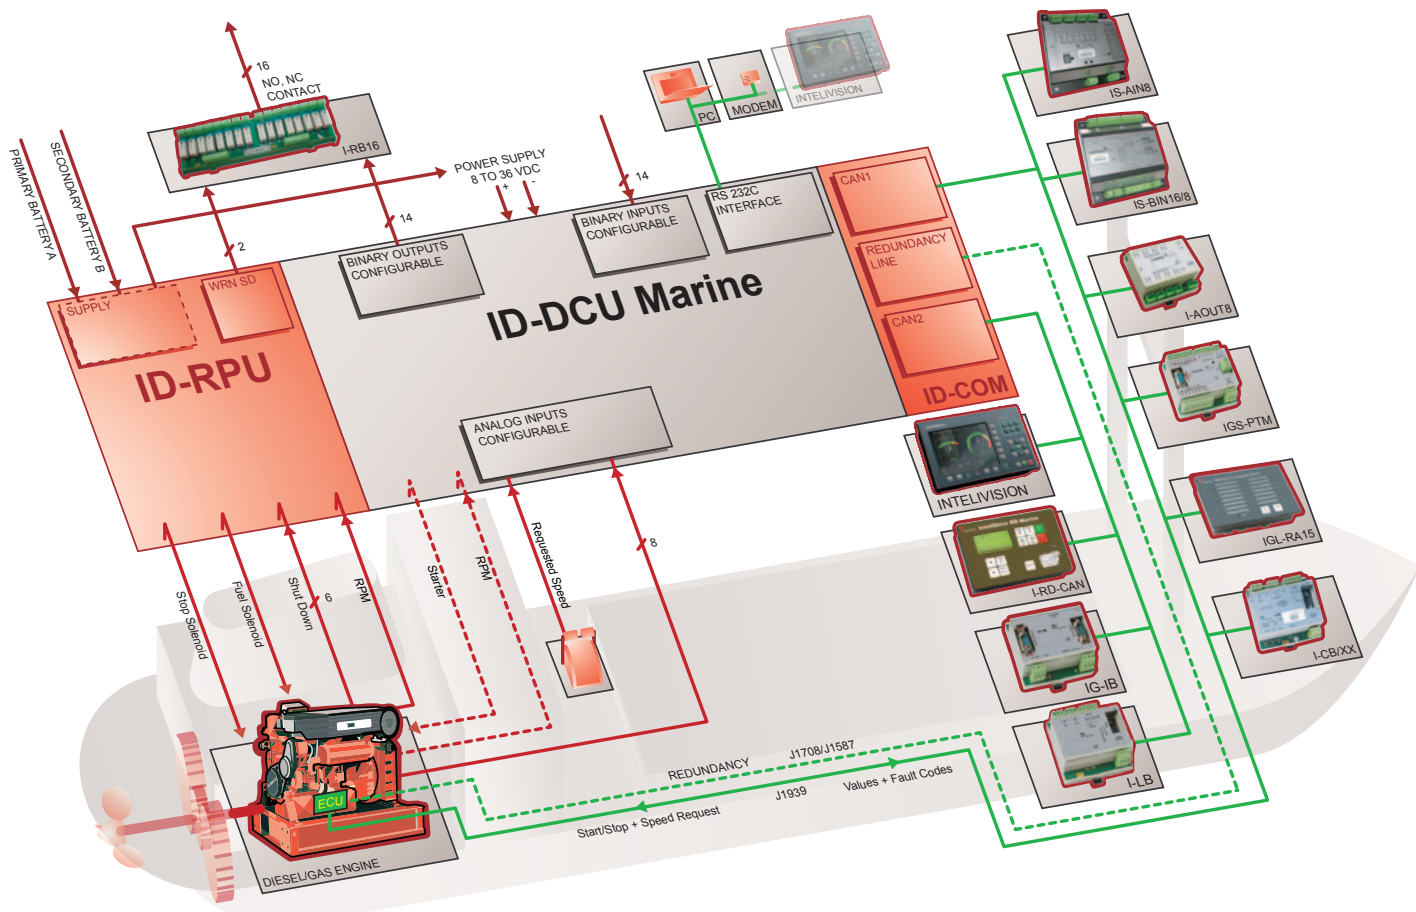 16
NO, NC
CONTACT
I-RB16
PRIMARY BATTERY A
SECONDARY BATTERY B
2
14
POWER SUPPLY
8 TO 36 VDC
+ -
14
PC
MODEM
INTELIVISION
IS-AIN8
IS-BIN16/8
I-AOUT8
IGS-PTM
IGL-RA15
I-CB/XX
SUPPLY
WRN SD
ID-RPU
BINARY OUTPUTS
CONFIGURABLE
BINARY INPUTS
CONFIGURABLE
RS 232C
INTERFACE
ID-DCU Marine
ANALOG INPUTS
CONFIGURABLE
CAN1
REDUNDANCY
LINE
CAN2
ID-COM
INTELIVISION
I-RD-CAN
IG-IB
I-LB
Stop Solenoid
Fuel Solenoid
Shut Down
6
RPM
Starter
RPM
Requested Speed
8
ECU
DIESEL/GAS ENGINE
REDUNDANCY
J1708/J1587
J1939
Values + Fault Codes
Start/Stop + Speed Request